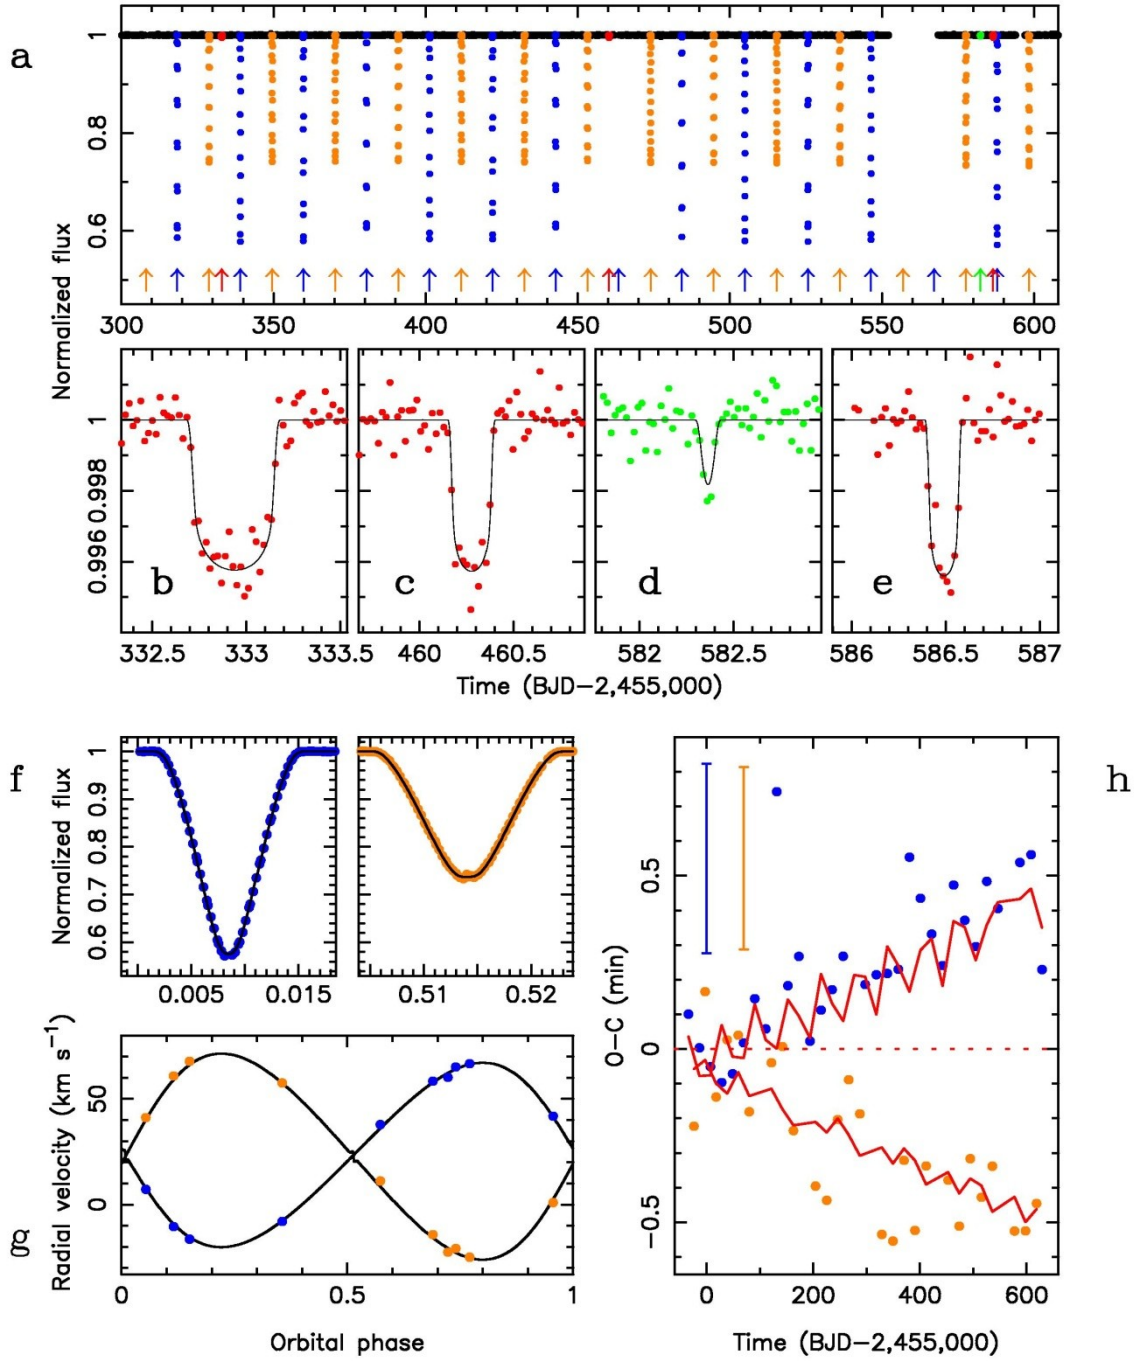 a
Normalized flux
1
0.8
0.6
300 350 400 450 500 550 600
1
0.998
0.996
b
c
d
e
332.5 333 333.5
460 460.5
582 582.5
586 586.5 587
Time (BJD−2,455,000)
f
Normalized flux
1
0.9
0.8
0.7
0.6
0.005 0.015
0.51 0.52
g
Radial velocity (km s−1)
50
0
0 0.5 1
Orbital phase
h
O−C (min)
0.5
0
−0.5
0 200 400 600
Time (BJD−2,455,000)